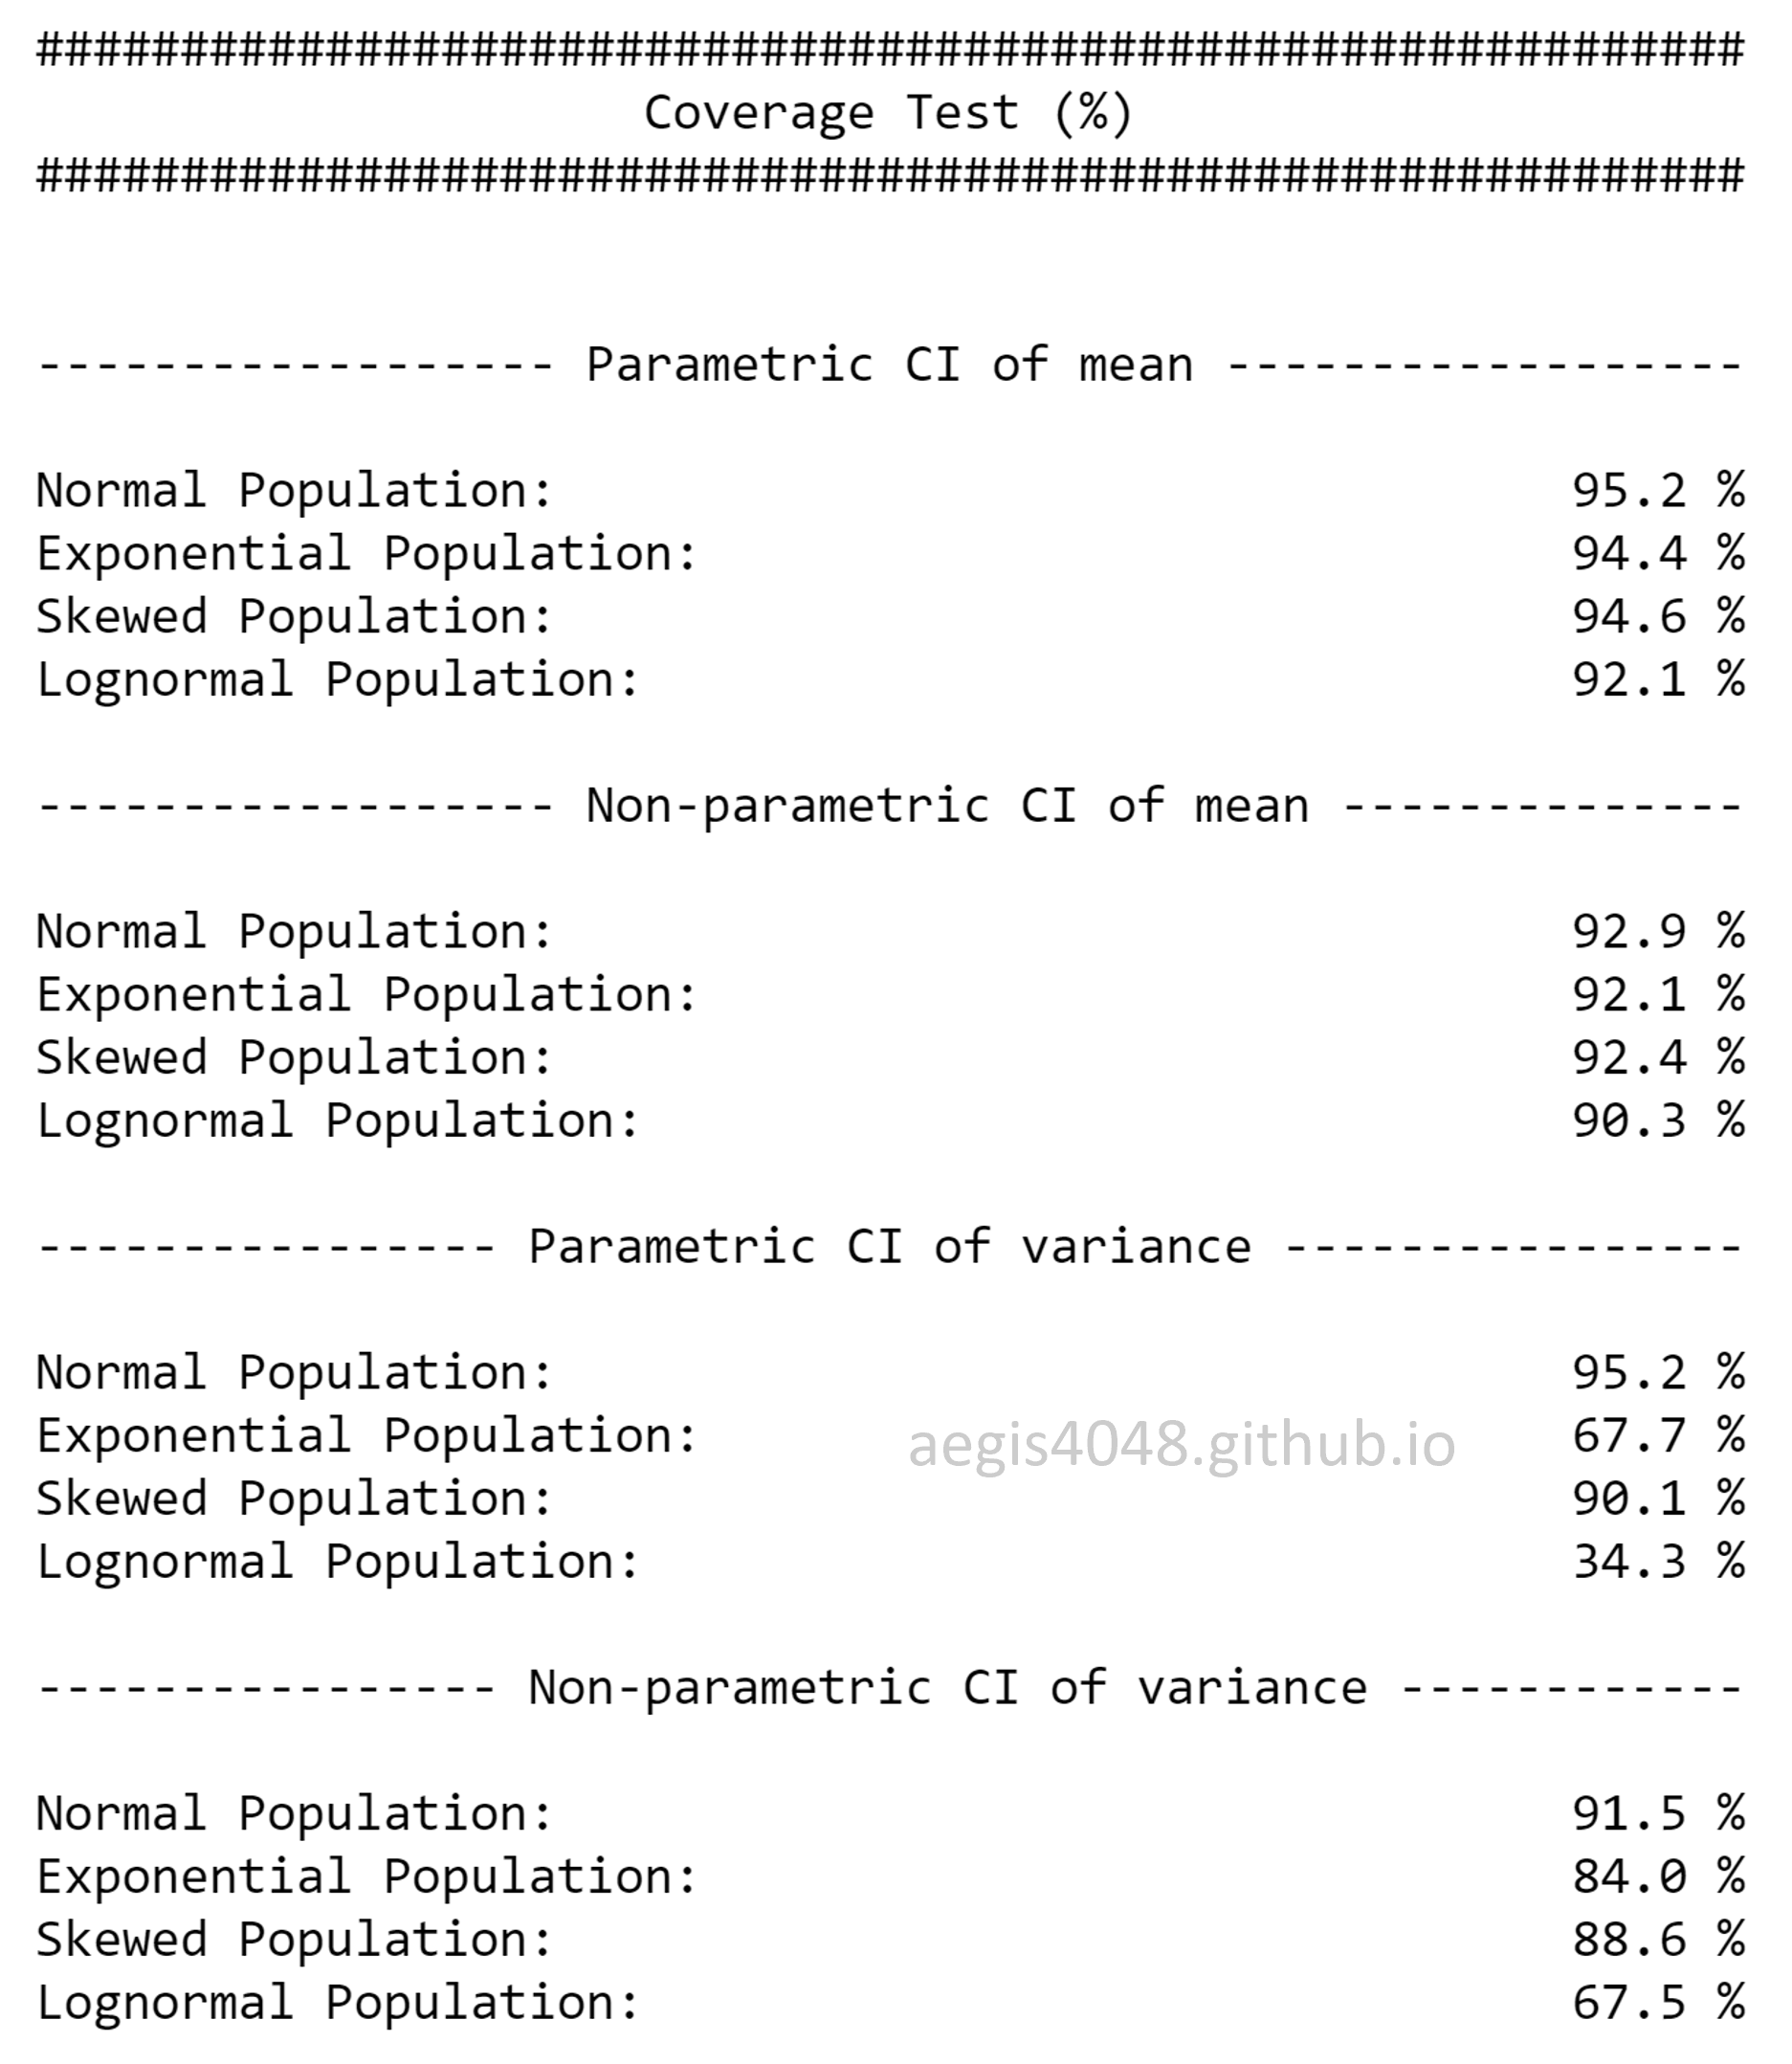 ###########################################################
Coverage Test (%)
###########################################################
------------------ Parametric CI of mean ------------------
Normal Population: 95.2 %
Exponential Population: 94.4 %
Skewed Population: 94.6 %
Lognormal Population: 92.1 %
------------------ Non-parametric CI of mean --------------
Normal Population: 92.9 %
Exponential Population: 92.1 %
Skewed Population: 92.4 %
Lognormal Population: 90.3 %
---------------- Parametric CI of variance ----------------
Normal Population: 95.2 %
Exponential Population: 67.7 %
aegis4048.github.io
Skewed Population: 90.1 %
Lognormal Population: 34.3 %
---------------- Non-parametric CI of variance ------------
Normal Population: 91.5 %
Exponential Population: 84.0 %
Skewed Population: 88.6 %
Lognormal Population: 67.5 %